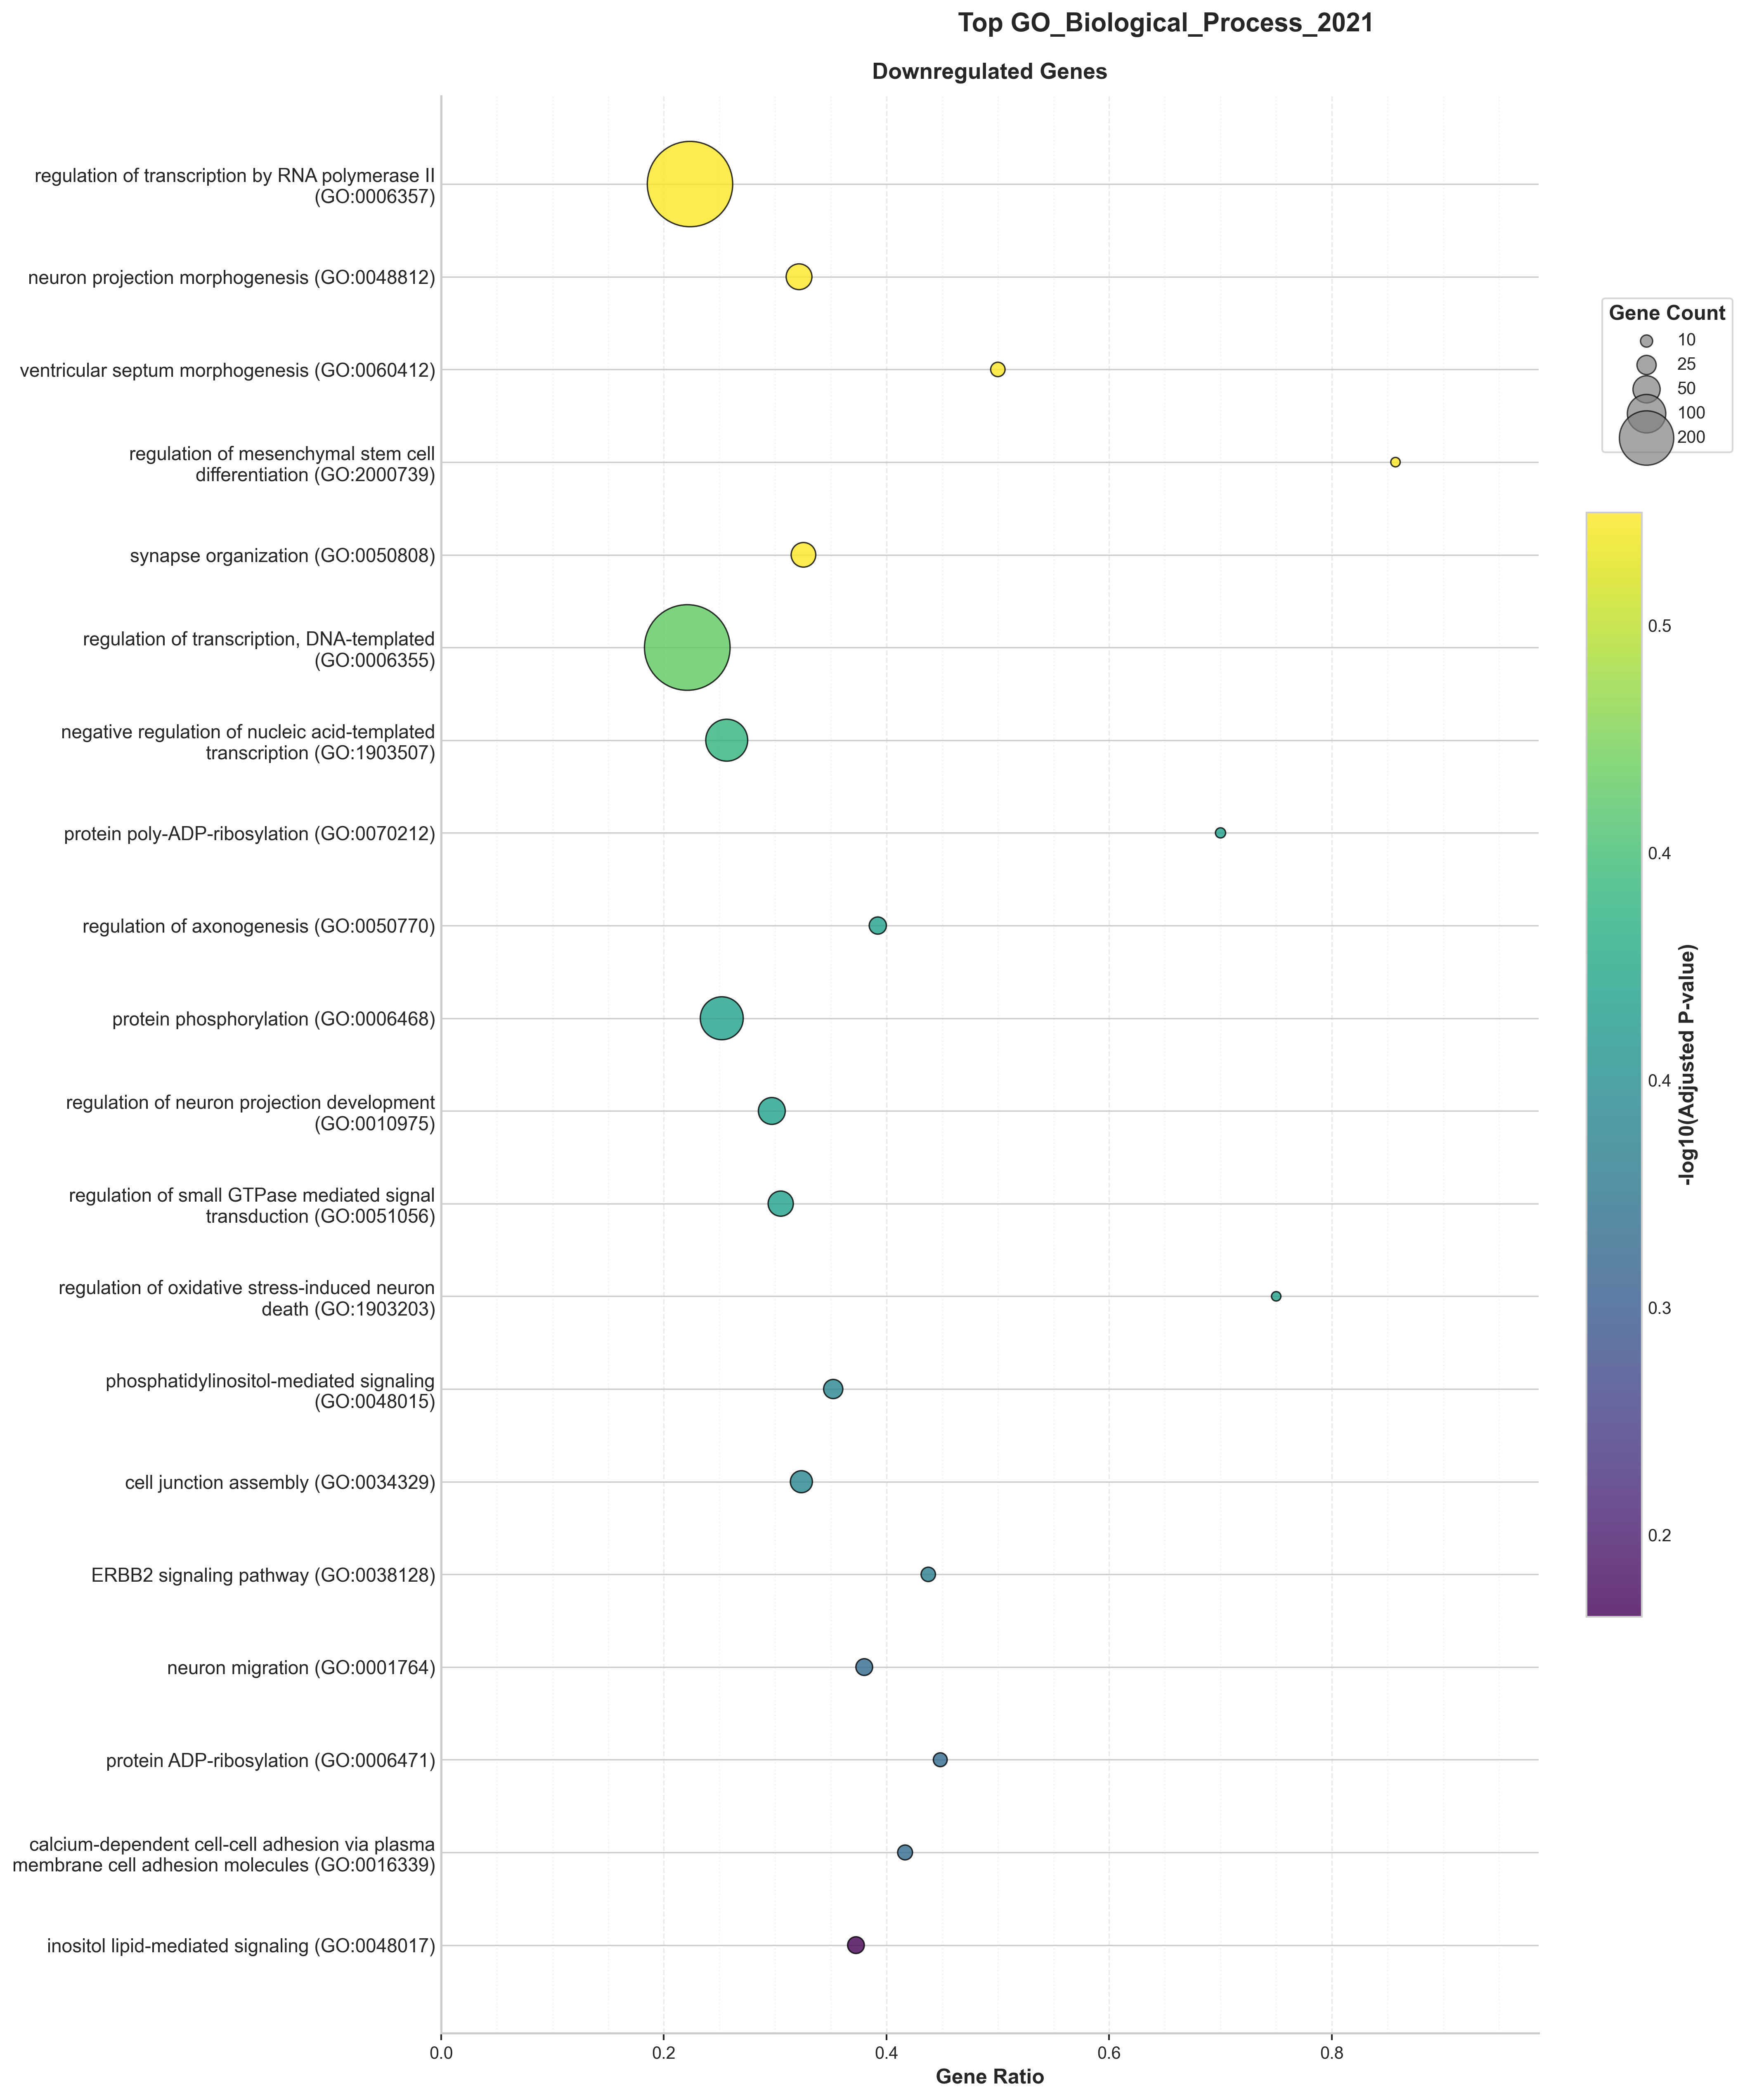 Top GO_Biological_Process_2021
Downregulated Genes
regulation of transcription by RNA polymerase II
(GO:0006357)
neuron projection morphogenesis (GO:0048812)
ventricular septum morphogenesis (GO:0060412)
regulation of mesenchymal stem cell
differentiation (GO:2000739)
synapse organization (GO:0050808)
regulation of transcription, DNA-templated
(GO:0006355)
negative regulation of nucleic acid-templated
transcription (GO:1903507)
protein poly-ADP-ribosylation (GO:0070212)
regulation of axonogenesis (GO:0050770)
protein phosphorylation (GO:0006468)
regulation of neuron projection development
(GO:0010975)
regulation of small GTPase mediated signal
transduction (GO:0051056)
regulation of oxidative stress-induced neuron
death (GO:1903203)
phosphatidylinositol-mediated signaling
(GO:0048015)
cell junction assembly (GO:0034329)
ERBB2 signaling pathway (GO:0038128)
neuron migration (GO:0001764)
protein ADP-ribosylation (GO:0006471)
calcium-dependent cell-cell adhesion via plasma
membrane cell adhesion molecules (GO:0016339)
inositol lipid-mediated signaling (GO:0048017)
0.0
0.2
0.4
0.6
0.8
Gene Ratio
Gene Count
10
25
50
100
200
0.5
0.4
0.4
0.3
0.2
-log10(Adjusted P-value)